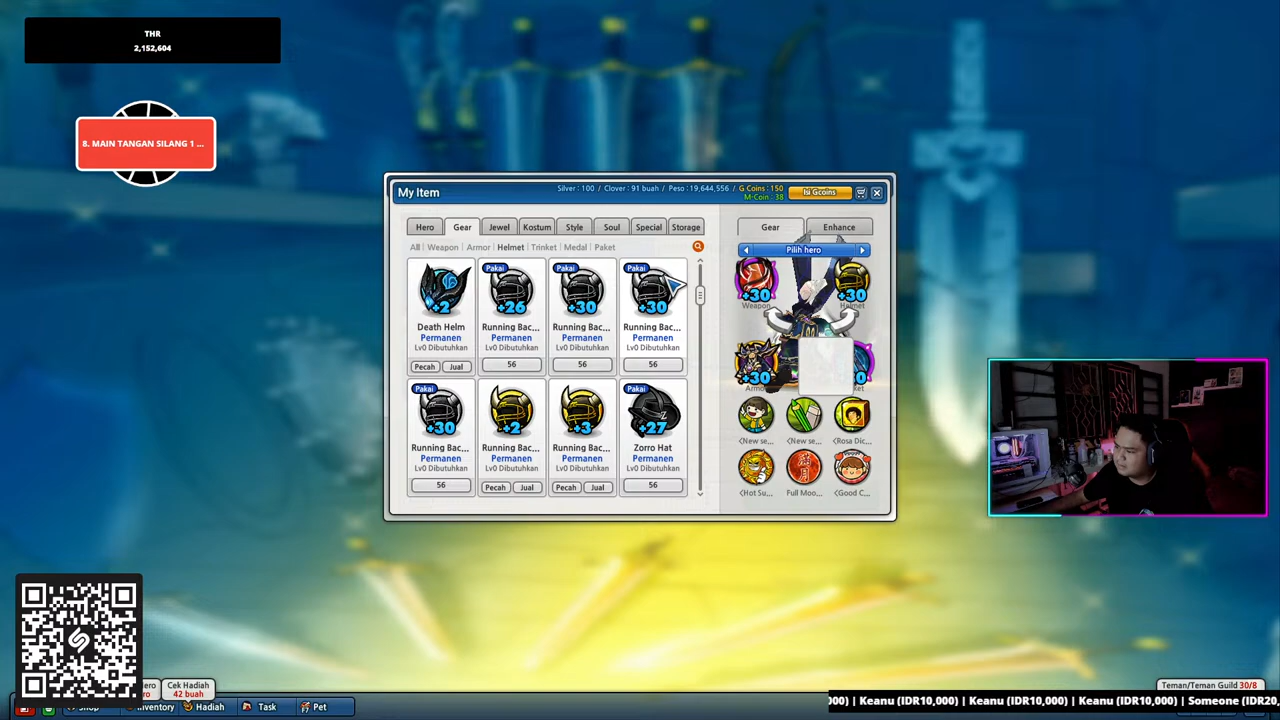 THR
2,152,604
8. MAIN TANGAN SILANG 1 ...
My Item
Silver : 100 / Clover : 91 buah / Peso : 19,644,556 / G Coins : 150
M-Coin : 38
Isi Gcoins
Hero
Gear
Jewel
Kostum
Style
Soul
Special
Storage
All
Weapon
Armor
Helmet
Trinket
Medal
Paket
Gear
Enhance
Pilih hero
+2
Death Helm
Permanen
Lv0 Dibutuhkan
Pecah
Jual
Pakai
+26
Running Bac...
Permanen
Lv0 Dibutuhkan
56
Pakai
+30
Running Bac...
Permanen
Lv0 Dibutuhkan
56
Pakai
+30
Running Bac...
Permanen
Lv0 Dibutuhkan
56
Pakai
+30
Running Bac...
Permanen
Lv0 Dibutuhkan
56
+2
Running Bac...
Permanen
Lv0 Dibutuhkan
Pecah
Jual
+3
Running Bac...
Permanen
Lv0 Dibutuhkan
Pecah
Jual
Pakai
+27
Zorro Hat
Permanen
Lv0 Dibutuhkan
56
+30
Weapon
+30
Helmet
+30
Armor
<New se...
<New se...
<Rosa Dic...
<Hot Su...
Full Moo...
<Good C...
Cek Hadiah
42 buah
Shop
Inventory
Hadiah
Task
Pet
Teman/Teman Guild 30/8
000) | Keanu (IDR10,000) | Keanu (IDR10,000) | Keanu (IDR10,000) | Someone (IDR20